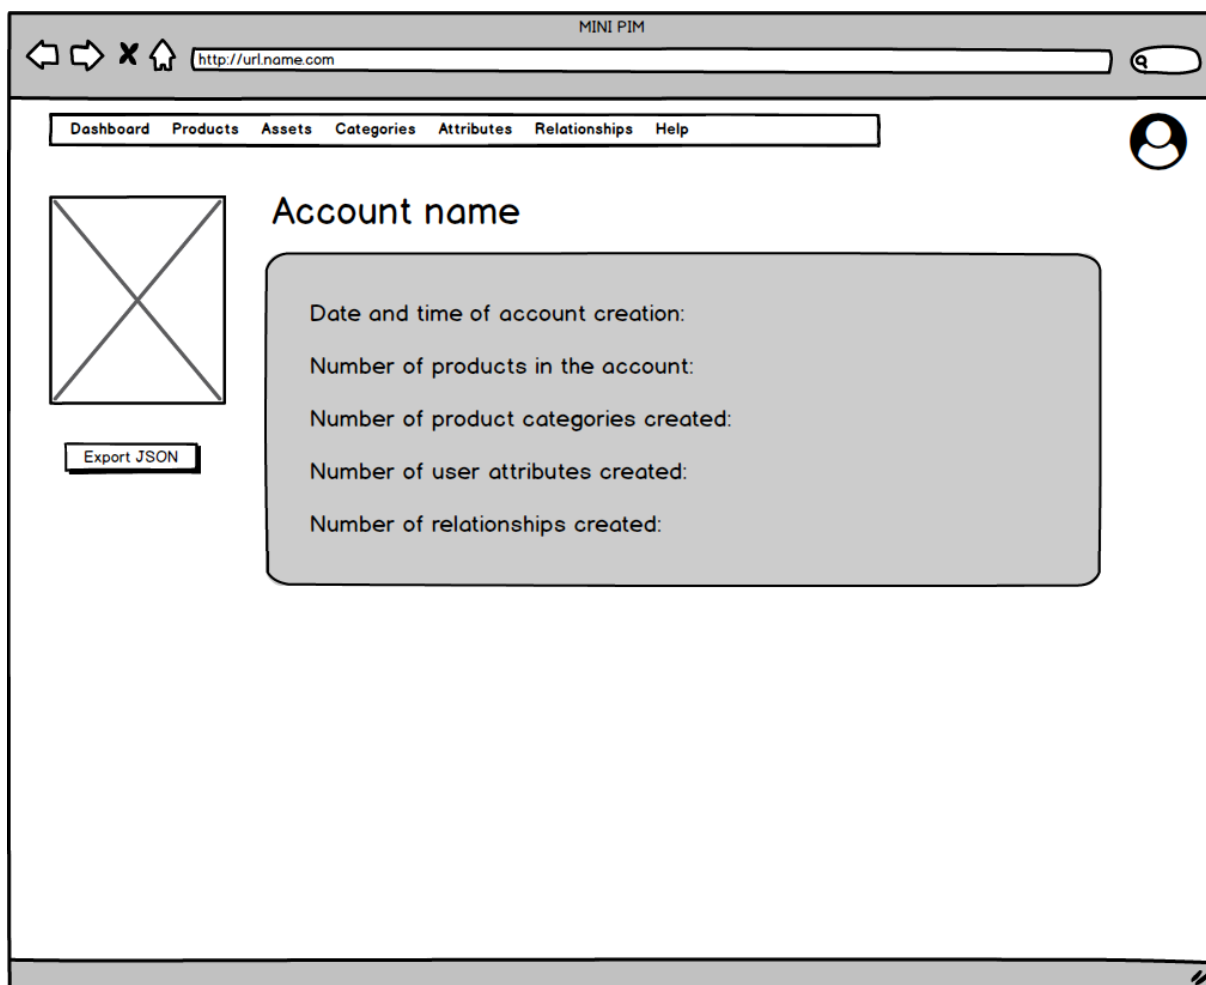 MINI PIM
http://url.name.com
Dashboard Products Assets Categories Attributes Relationships Help
Account name
Date and time of account creation:
Number of products in the account:
Number of product categories created:
Export JSON
Number of user attributes created:
Number of relationships created: